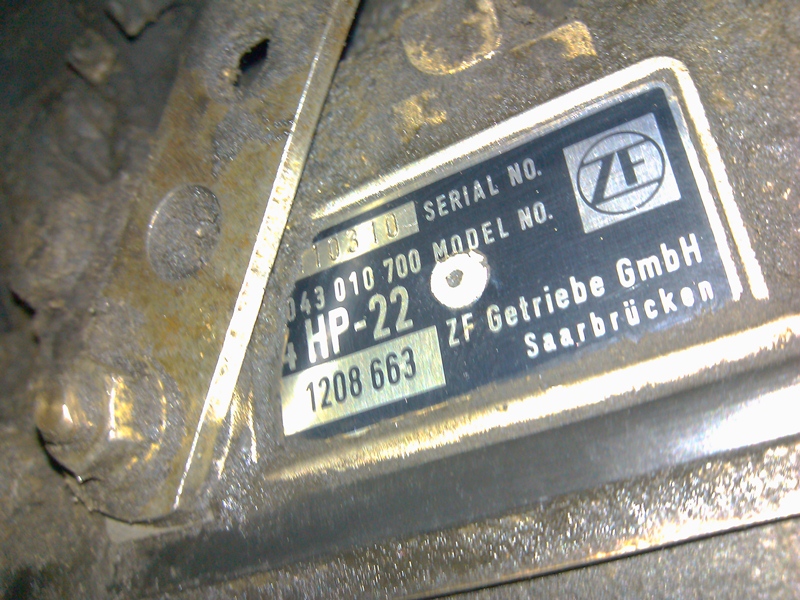 ZF
10310 SERIAL NO.
043 010 700 MODEL NO.
4 HP-22
ZF Getriebe GmbH
Saarbrücken
1208 663